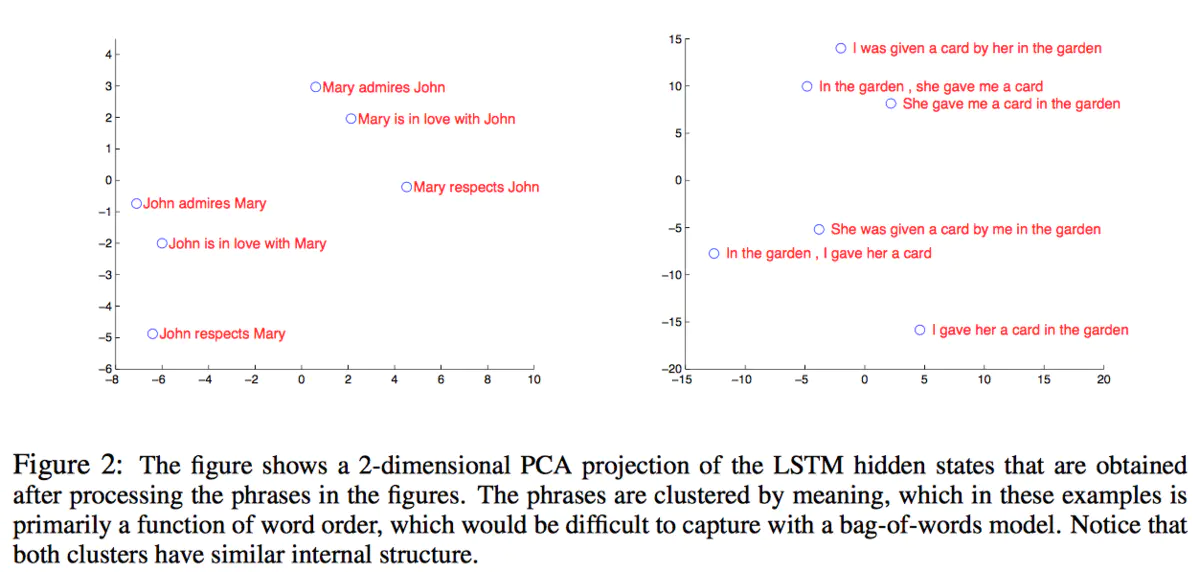 4
3
2
1
0
−1
−2
−3
−4
−5
−6
−8
−6
−4
−2
0
2
4
6
8
10
Mary admires John
Mary is in love with John
Mary respects John
John admires Mary
John is in love with Mary
John respects Mary
15
10
5
0
−5
−10
−15
−20
−15
−10
−5
0
5
10
15
20
I was given a card by her in the garden
In the garden , she gave me a card
She gave me a card in the garden
She was given a card by me in the garden
In the garden , I gave her a card
I gave her a card in the garden
Figure 2: The figure shows a 2-dimensional PCA projection of the LSTM hidden states that are obtained
after processing the phrases in the figures. The phrases are clustered by meaning, which in these examples is
primarily a function of word order, which would be difficult to capture with a bag-of-words model. Notice that
both clusters have similar internal structure.